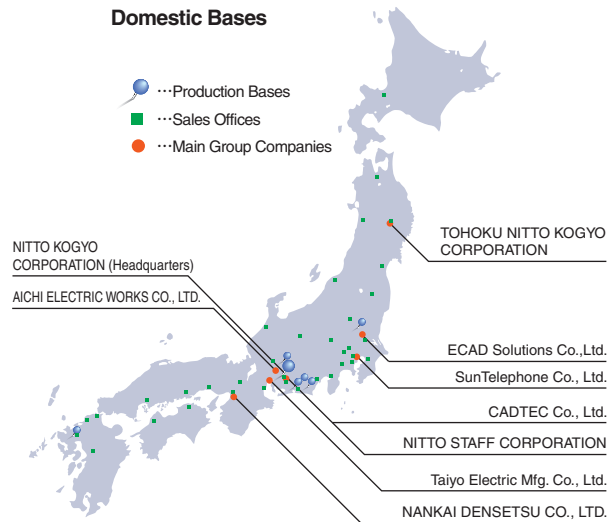 Domestic Bases
…Production Bases
…Sales Offices
…Main Group Companies
NITTO KOGYO
CORPORATION (Headquarters)
AICHI ELECTRIC WORKS CO., LTD.
TOHOKU NITTO KOGYO
CORPORATION
ECAD Solutions Co.,Ltd.
SunTelephone Co., Ltd.
CADTEC Co., Ltd.
NITTO STAFF CORPORATION
Taiyo Electric Mfg. Co., Ltd.
NANKAI DENSETSU CO., LTD.